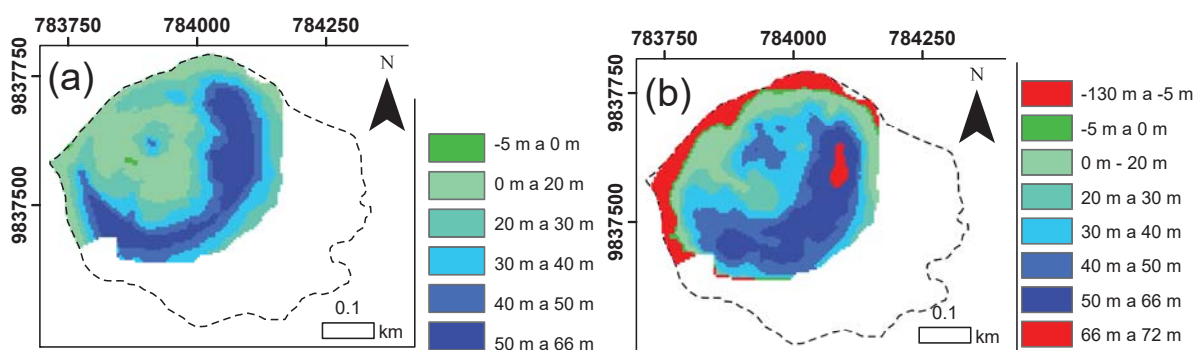 783750 784000 784250
(a)
N
9837750
9837500
-5 m a 0 m
0 m a 20 m
20 m a 30 m
30 m a 40 m
40 m a 50 m
50 m a 66 m
0.1
km
783750 784000 784250
(b)
N
9837750
9837500
-130 m a -5 m
-5 m a 0 m
0 m - 20 m
20 m a 30 m
30 m a 40 m
40 m a 50 m
50 m a 66 m
66 m a 72 m
0.1
km